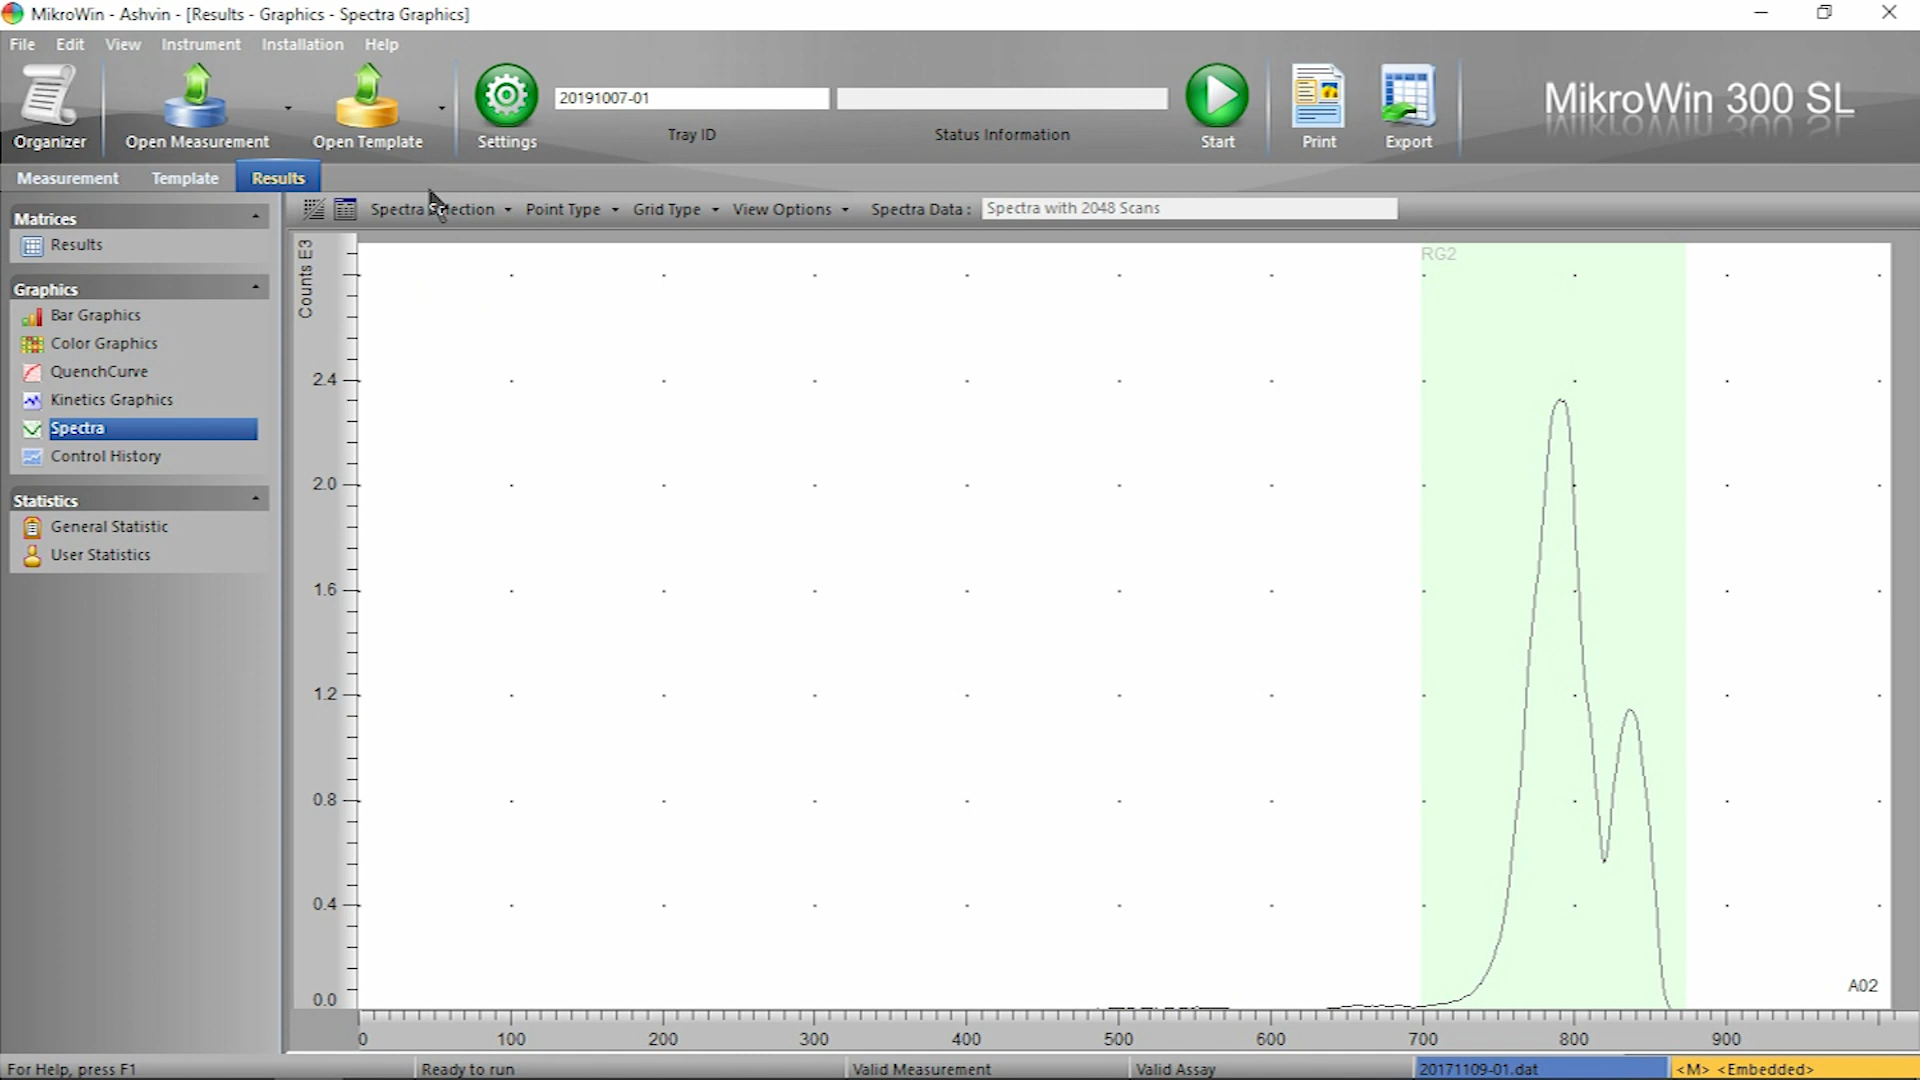 MikroWin - Ashvin - [Results - Graphics - Spectra Graphics]
File Edit View Instrument Installation Help
Organizer
Open Measurement
Open Template
Settings
20191007-01
Tray ID
Status Information
Start
Print
Export
MikroWin 300 SL
Measurement Template Results
Matrices
Results
Graphics
Bar Graphics
Color Graphics
QuenchCurve
Kinetics Graphics
Spectra
Control History
Statistics
General Statistic
User Statistics
Spectra Selection Point Type Grid Type View Options Spectra Data : Spectra with 2048 Scans
Counts E3
RG2
2.4
2.0
1.6
1.2
0.8
0.4
0.0
A02
0 100 200 300 400 500 600 700 800 900
For Help, press F1 Ready to run Valid Measurement Valid Assay 20171109-01.dat <M> <Embedded>